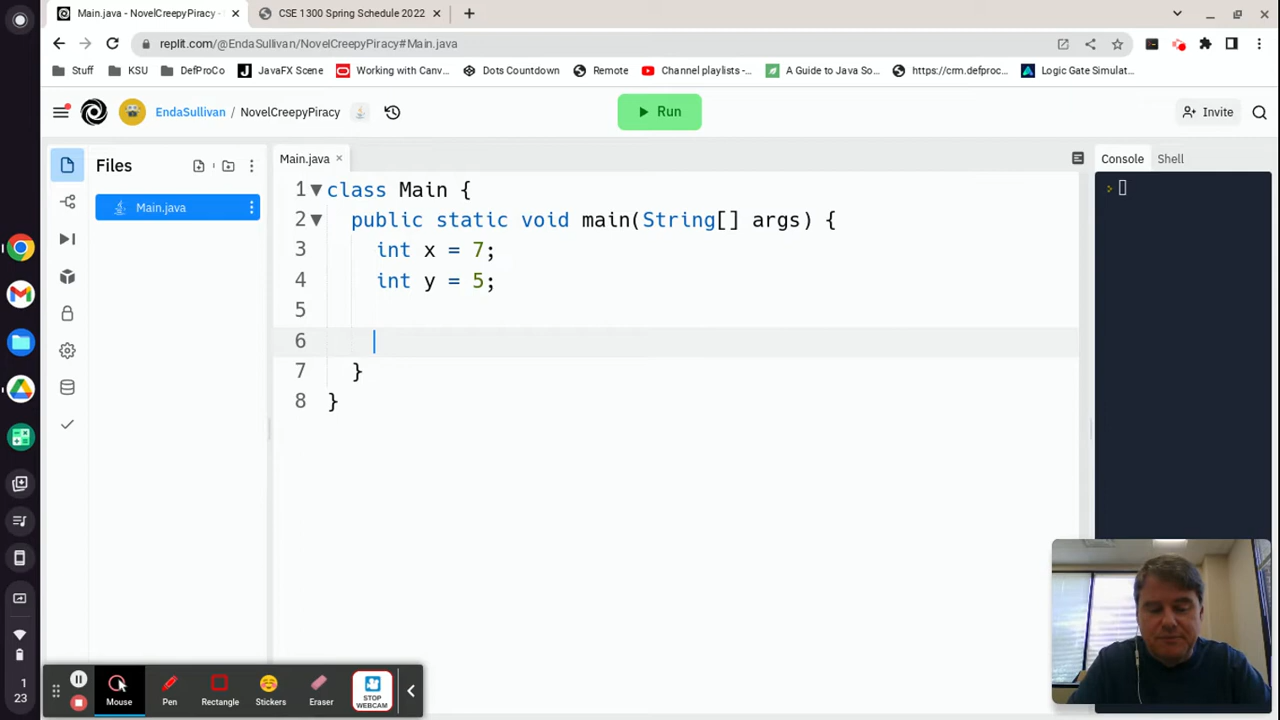 Main.java - NovelCreepyPiracy -
CSE 1300 Spring Schedule 2022
replit.com/@EndaSullivan/NovelCreepyPiracy#Main.java
Stuff
KSU
DefProCo
JavaFX Scene
Working with Canv...
Dots Countdown
Remote
Channel playlists -...
A Guide to Java So...
https://crm.defproc...
Logic Gate Simulat...
EndaSullivan / NovelCreepyPiracy
Run
Invite
Files
Main.java
Main.java
Console
Shell
1 class Main {
2 public static void main(String[] args) {
3 int x = 7;
4 int y = 5;
5
6
7 }
8 }
1
23
Mouse
Pen
Rectangle
Stickers
Eraser
STOP
WEBCAM